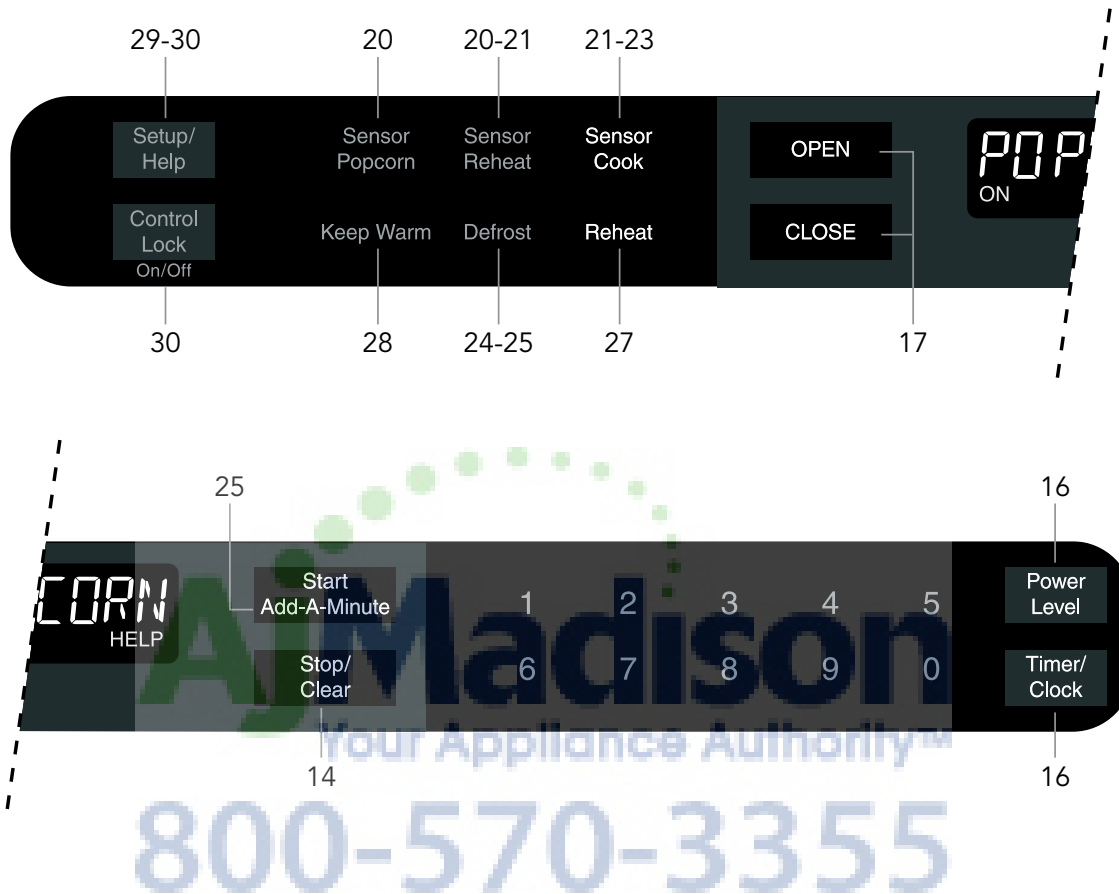 29-30 20 20-21 21-23
Setup/ Sensor Sensor Sensor
Help Popcorn Reheat Cook
OPEN
POP
ON
Control
Lock
On/Off
Keep Warm Defrost Reheat
CLOSE
30 28 24-25 27 17
25 16
CORN
HELP
Start
Add-A-Minute
1 2 3 4 5
Power
Level
Stop/
Clear
6 7 8 9 0
Timer/
Clock
14 16
AjMadison
Your Appliance Authority™
800-570-3355